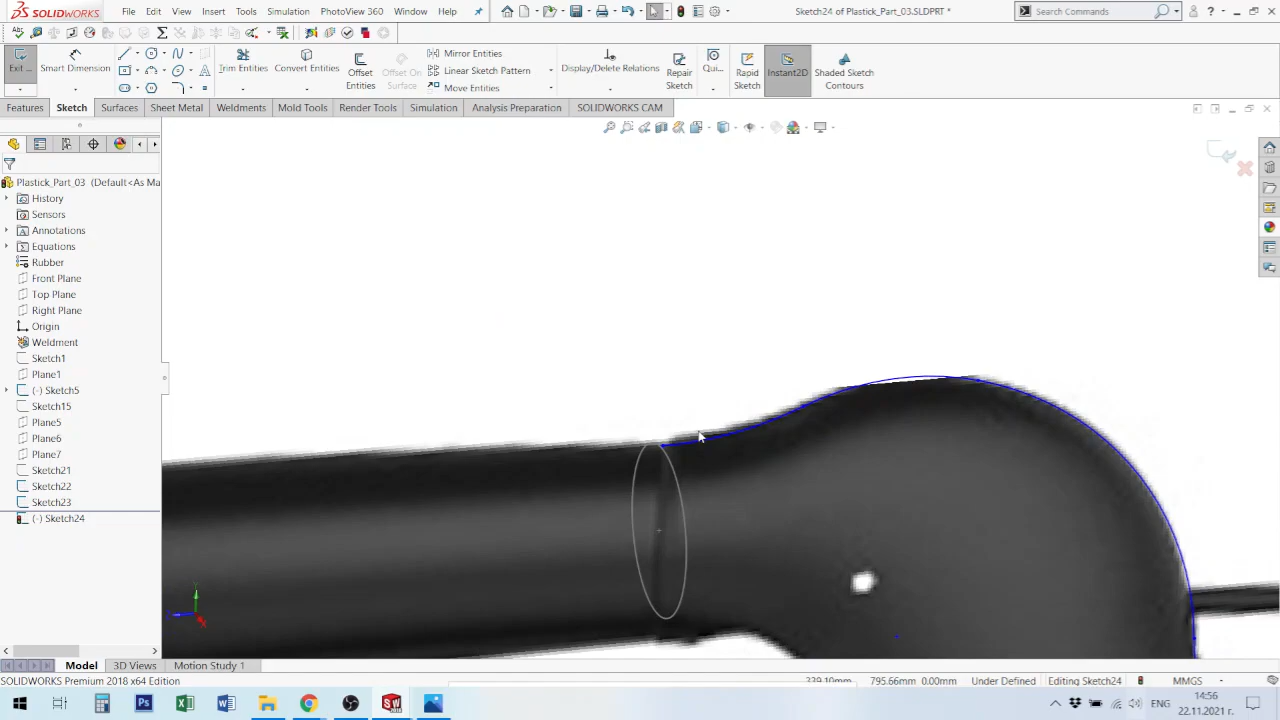 SOLIDWORKS File Edit View Insert Tools Simulation PhotoView 360 Window Help Sketch24 of Plastick_Part_03.SLDPRT * Search Commands
Exit ... Smart Dimension Trim Entities Convert Entities Offset Entities Offset On Surface Mirror Entities Linear Sketch Pattern Move Entities Display/Delete Relations Repair Sketch Qui... Rapid Sketch Instant2D Shaded Sketch Contours
Features Sketch Surfaces Sheet Metal Weldments Mold Tools Render Tools Simulation Analysis Preparation SOLIDWORKS CAM
Plastick_Part_03 (Default<As Ma
History
Sensors
Annotations
Equations
Rubber
Front Plane
Top Plane
Right Plane
Origin
Weldment
Sketch1
Plane1
(-) Sketch5
Sketch15
Plane5
Plane6
Plane7
Sketch21
Sketch22
Sketch23
(-) Sketch24
Model 3D Views Motion Study 1
SOLIDWORKS Premium 2018 x64 Edition 795.66mm 0.00mm Under Defined Editing Sketch24 MMGS
ENG 14:56
22.11.2021 г.